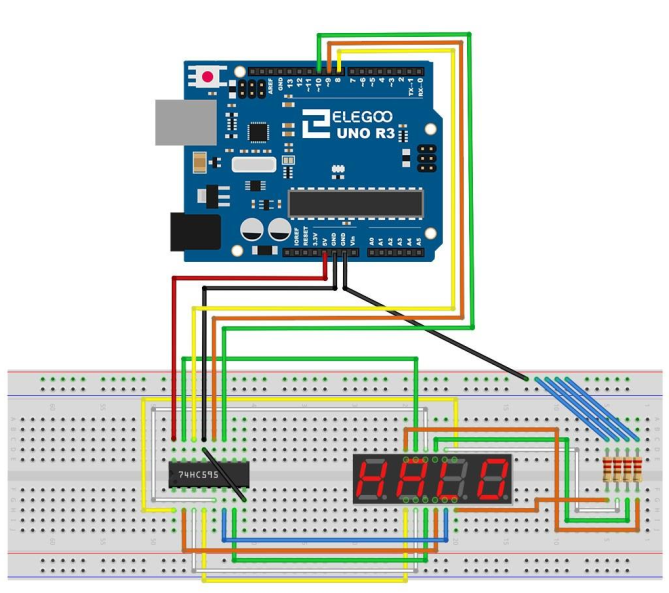 AREF
GND
13
12
~11
~10
~9
8
7
~6
~5
4
~3
2
TX→1
RX←0
ELEGOO
UNO R3
IOREF
RESET
3.3V
5V
GND
GND
Vin
A0
A1
A2
A3
A4
A5
74HC595